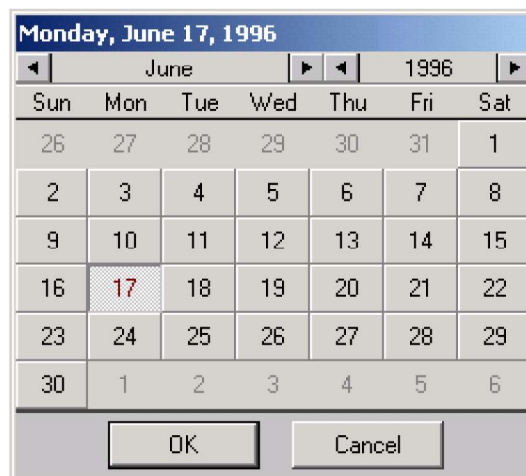 Monday, June 17, 1996
June 1996
Sun Mon Tue Wed Thu Fri Sat
26 27 28 29 30 31 1
2 3 4 5 6 7 8
9 10 11 12 13 14 15
16 17 18 19 20 21 22
23 24 25 26 27 28 29
30 1 2 3 4 5 6
OK Cancel